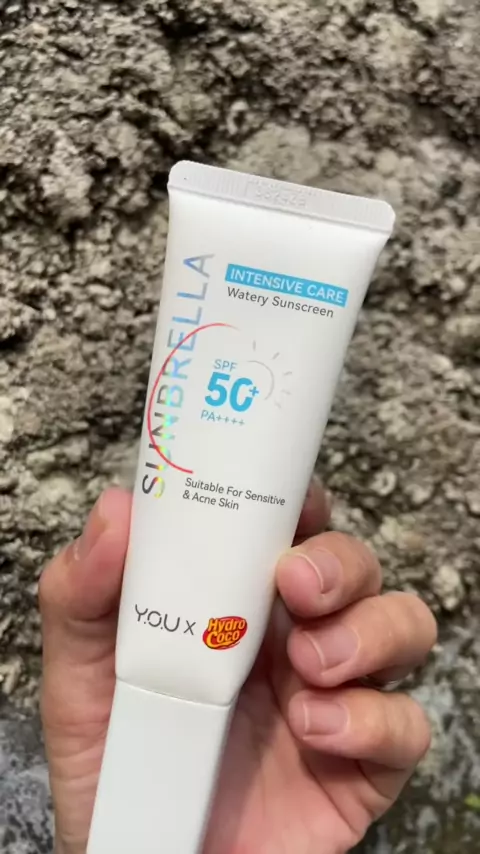 INTENSIVE CARE
Watery Sunscreen
SUNBRELLA
SPF
50+
PA++++
Suitable For Sensitive
& Acne Skin
Y.O.U X
Hydro
Coco